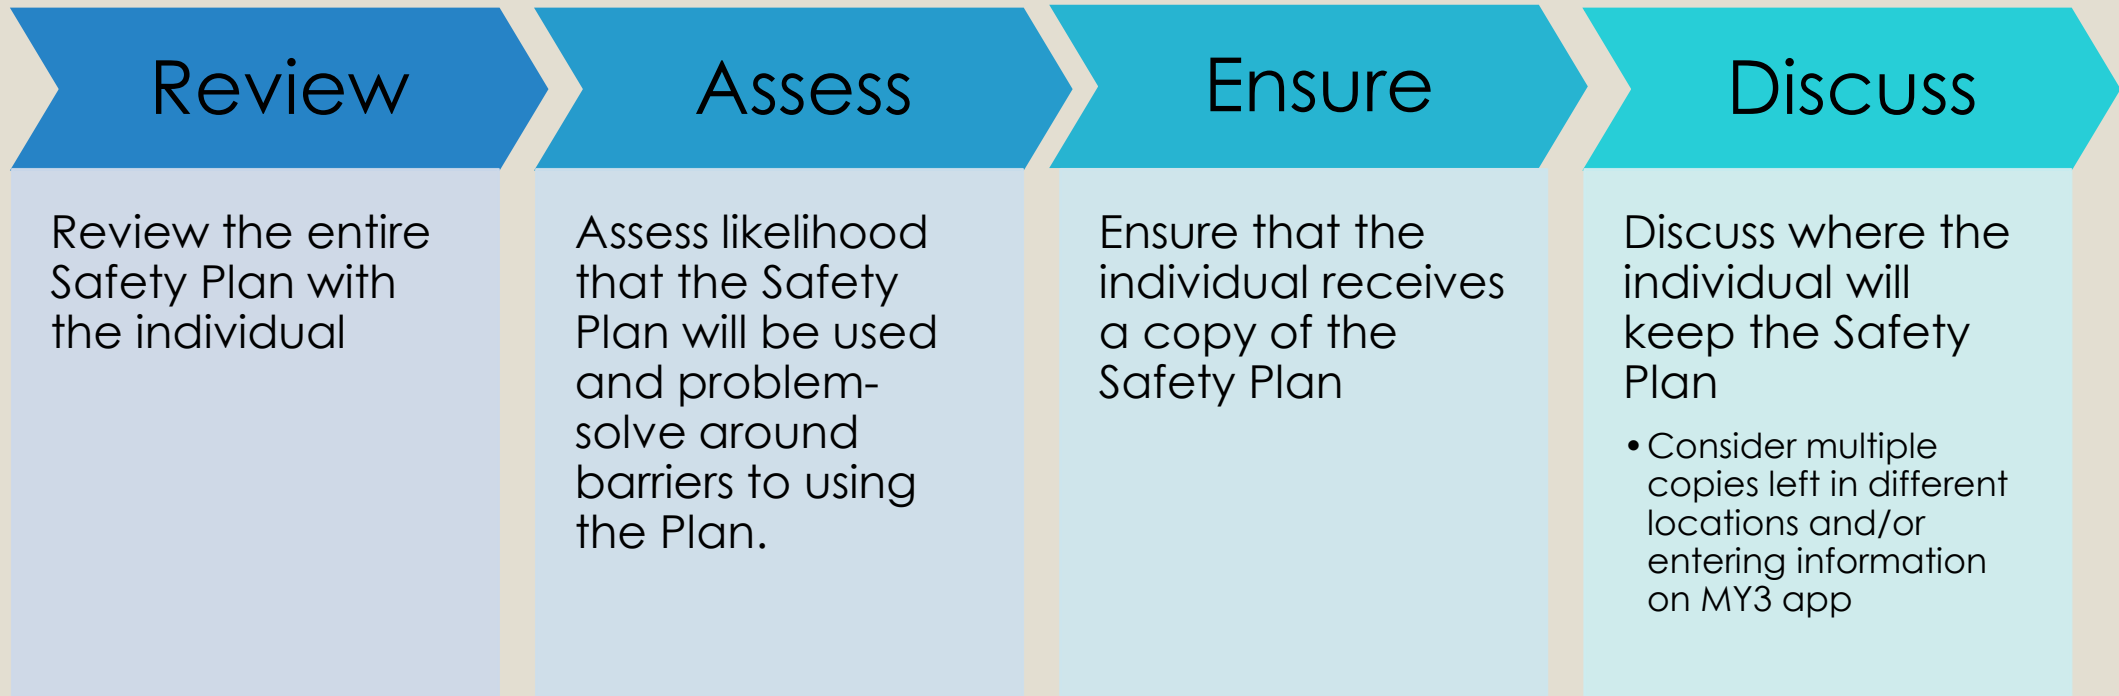 Review
Review the entire
Safety Plan with
the individual
Assess
Assess likelihood
that the Safety
Plan will be used
and problem-
solve around
barriers to using
the Plan.
Ensure
Ensure that the
individual receives
a copy of the
Safety Plan
Discuss
Discuss where the
individual will
keep the Safety
Plan
•Consider multiple
copies left in different
locations and/or
entering information
on MY3 app